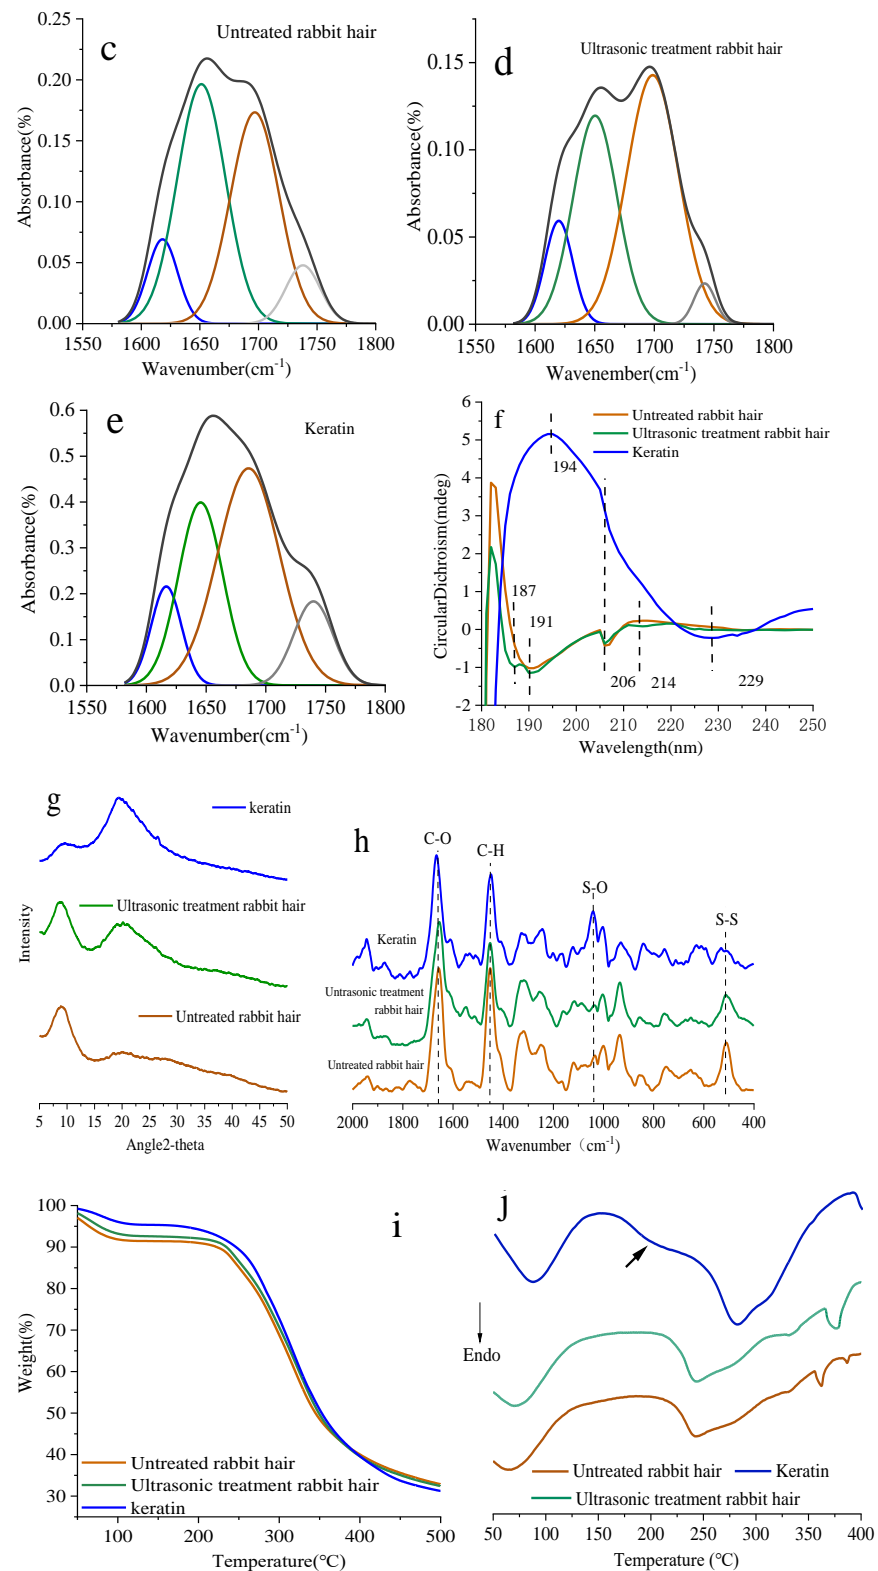 c
Untreated rabbit hair
0.25
0.20
0.15
0.10
0.05
0.00
Absorbance(%)
1550 1600 1650 1700 1750 1800
Wavenumber(cm-1)
d
Ultrasonic treatment rabbit hair
0.15
0.10
0.05
0.00
Absorbance(%)
1550 1600 1650 1700 1750 1800
Wavenember(cm-1)
e
Keratin
0.6
0.5
0.4
0.3
0.2
0.1
0.0
Absorbance(%)
1550 1600 1650 1700 1750 1800
Wavenumber(cm-1)
f
Untreated rabbit hair
Ultrasonic treatment rabbit hair
Keratin
6
5
4
3
2
1
0
-1
-2
CircularDichroism(mdeg)
194
187
191
206
214
229
180 190 200 210 220 230 240 250
Wavelength(nm)
g
keratin
Ultrasonic treatment rabbit hair
Untreated rabbit hair
Intensity
5 10 15 20 25 30 35 40 45 50
Angle2-theta
h
C-O
C-H
S-O
S-S
Keratin
Untrasonic treatment
rabbit hair
Untreated rabbit hair
2000 1800 1600 1400 1200 1000 800 600 400
Wavenumber（cm-1)
i
100
90
80
70
60
50
40
30
Weight(%)
Untreated rabbit hair
Ultrasonic treatment rabbit hair
keratin
100 200 300 400 500
Temperature(℃)
j
Endo
Untreated rabbit hair
Keratin
Ultrasonic treatment rabbit hair
50 100 150 200 250 300 350 400
Temperature (℃)